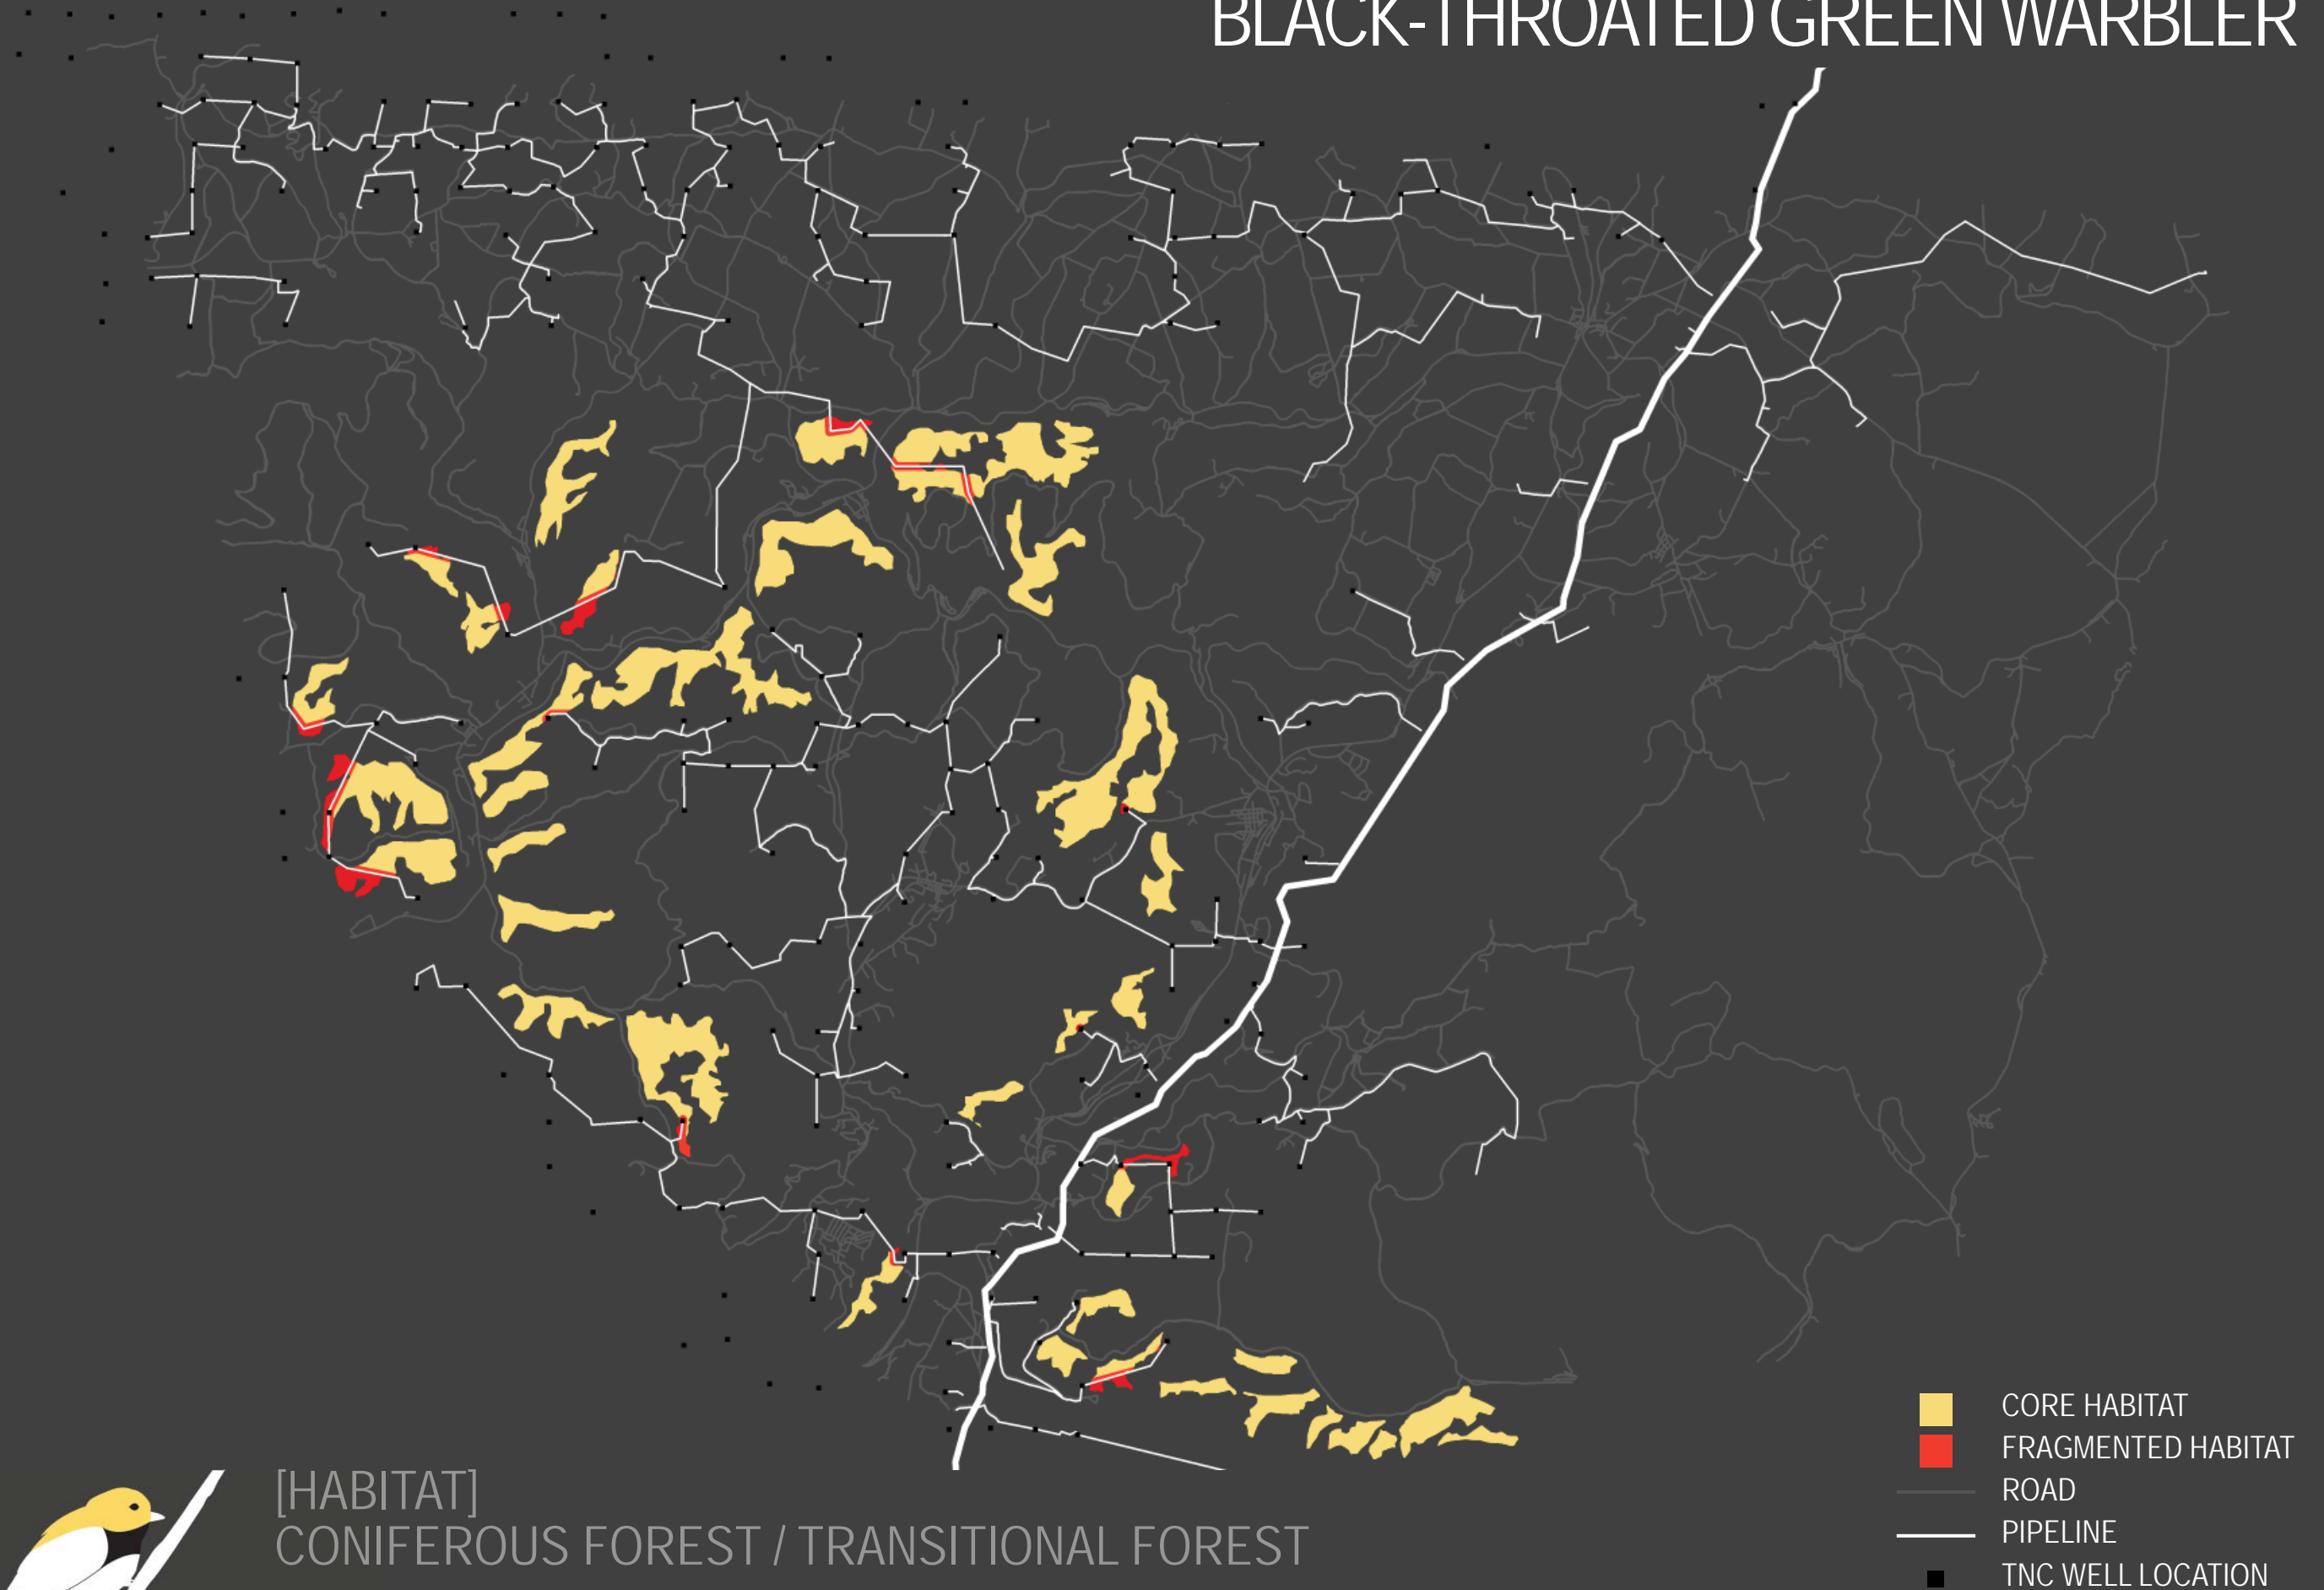 BLACK-THROATED GREEN WARBLER
CORE HABITAT
FRAGMENTED HABITAT
ROAD
PIPELINE
TNC WELL LOCATION
[HABITAT]
CONIFEROUS FOREST / TRANSITIONAL FOREST